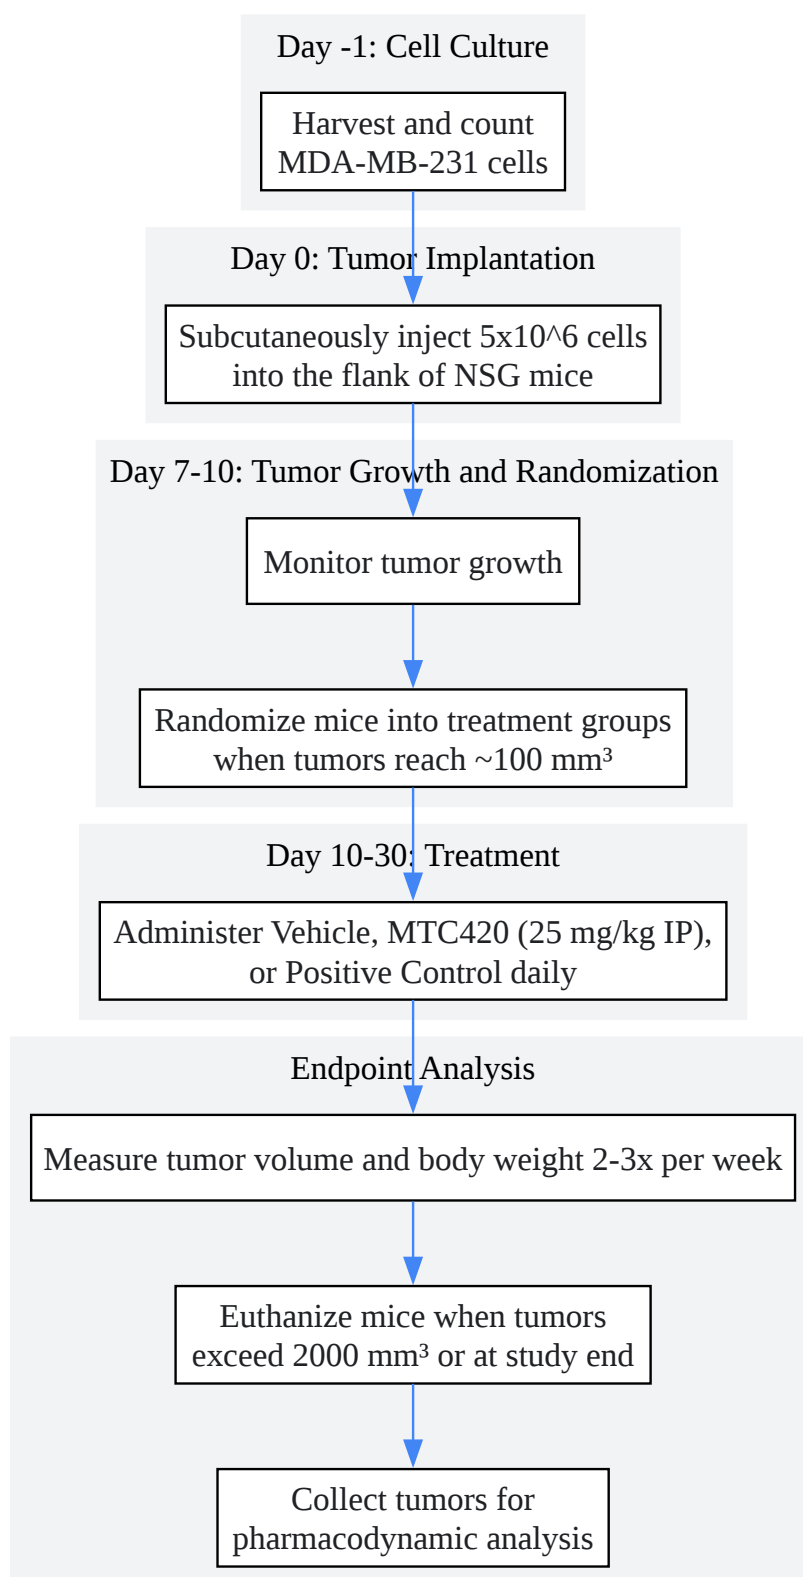 Day -1: Cell Culture
Harvest and count
MDA-MB-231 cells
Day 0: Tumor Implantation
Subcutaneously inject 5x10^6 cells
into the flank of NSG mice
Day 7-10: Tumor Growth and Randomization
Monitor tumor growth
Randomize mice into treatment groups
when tumors reach ~100 mm³
Day 10-30: Treatment
Administer Vehicle, MTC420 (25 mg/kg IP),
or Positive Control daily
Endpoint Analysis
Measure tumor volume and body weight 2-3x per week
Euthanize mice when tumors
exceed 2000 mm³ or at study end
Collect tumors for
pharmacodynamic analysis